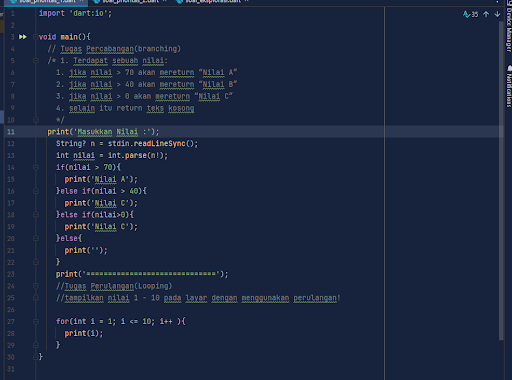 soal_prioritas_1.dart soal_prioritas_2.dart soal_eksplorasi.dart
35
Device Manager
Notifications
1 import 'dart:io';
2
3 void main(){
4 // Tugas Percabangan(branching)
5 /* 1. Terdapat sebuah nilai:
6 1. jika nilai > 70 akan mereturn "Nilai A"
7 2. jika nilai > 40 akan mereturn "Nilai B"
8 3. jika nilai > 0 akan mereturn "Nilai C"
9 4. selain itu return teks kosong
10 */
11 print('Masukkan Nilai :');
12 String? n = stdin.readLineSync();
13 int nilai = int.parse(n!);
14 if(nilai > 70){
15 print('Nilai A');
16 }else if(nilai > 40){
17 print('Nilai C');
18 }else if(nilai>0){
19 print('Nilai C');
20 }else{
21 print('');
22 }
23 print('==============================');
24 //Tugas Perulangan(Looping)
25 //tampilkan nilai 1 - 10 pada layar dengan menggunakan perulangan!
26
27 for(int i = 1; i <= 10; i++ ){
28 print(i);
29 }
30 }
31